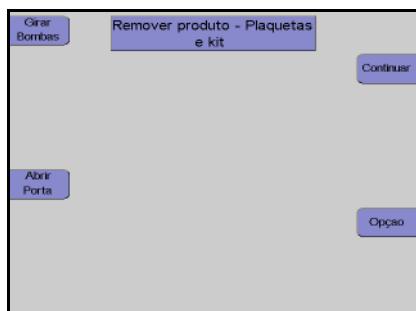 Girar
Bombas
Remover produto - Plaquetas
e kit
Continuar
Abrir
Porta
Opçao